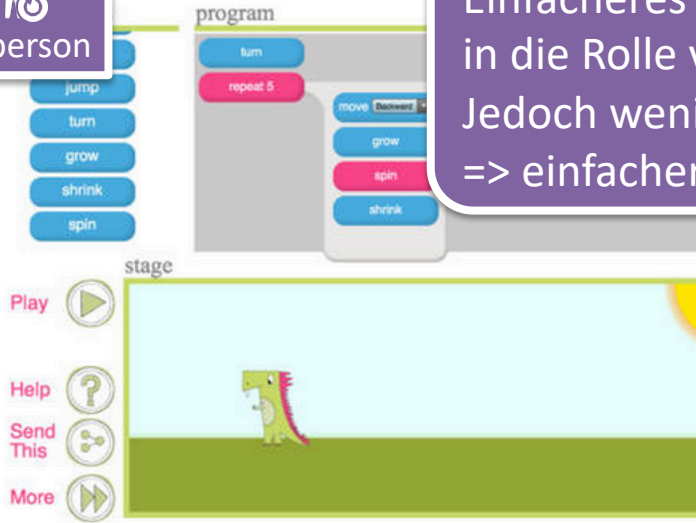 person
program
Einfacheres
in die Rolle
Jedoch
=> einfacher
turn
repeat 5
move Backward
grow
spin
shrink
jump
turn
grow
shrink
spin
stage
Play
Help
Send
This
More